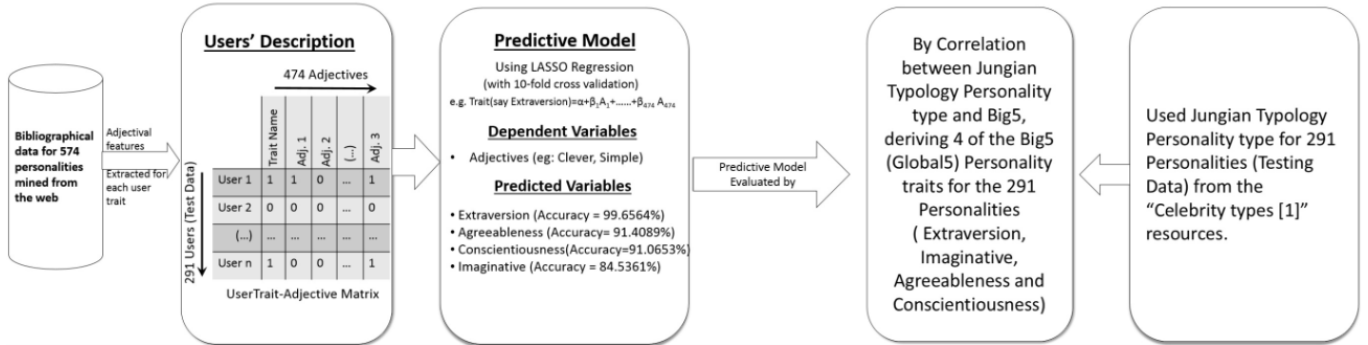 Bibliographical
data for 574
personalities
mined from
the web
Adjectival
features
Extracted for
each user
trait
Users' Description
474 Adjectives
291 Users (Test Data)
Trait Name
Adj. 1
Adj. 2
(...)
Adj. 3
User 1 1 1 0 ... 1
User 2 0 0 0 ... 0
(...) ... ... ... ... ...
User n 1 0 0 ... 1
UserTrait-Adjective Matrix
Predictive Model
Using LASSO Regression
(with 10-fold cross validation)
e.g. Trait(say Extraversion)=α+β₁A₁+......+β₄₇₄ A₄₇₄
Dependent Variables
• Adjectives (eg: Clever, Simple)
Predicted Variables
• Extraversion (Accuracy = 99.6564%)
• Agreeableness (Accuracy= 91.4089%)
• Conscientiousness(Accuracy=91.0653%)
• Imaginative (Accuracy = 84.5361%)
Predictive Model
Evaluated by
By Correlation
between Jungian
Typology Personality
type and Big5,
deriving 4 of the Big5
(Global5) Personality
traits for the 291
Personalities
( Extraversion,
Imaginative,
Agreeableness and
Conscientiousness)
Used Jungian Typology
Personality type for 291
Personalities (Testing
Data) from the
“Celebrity types [1]”
resources.